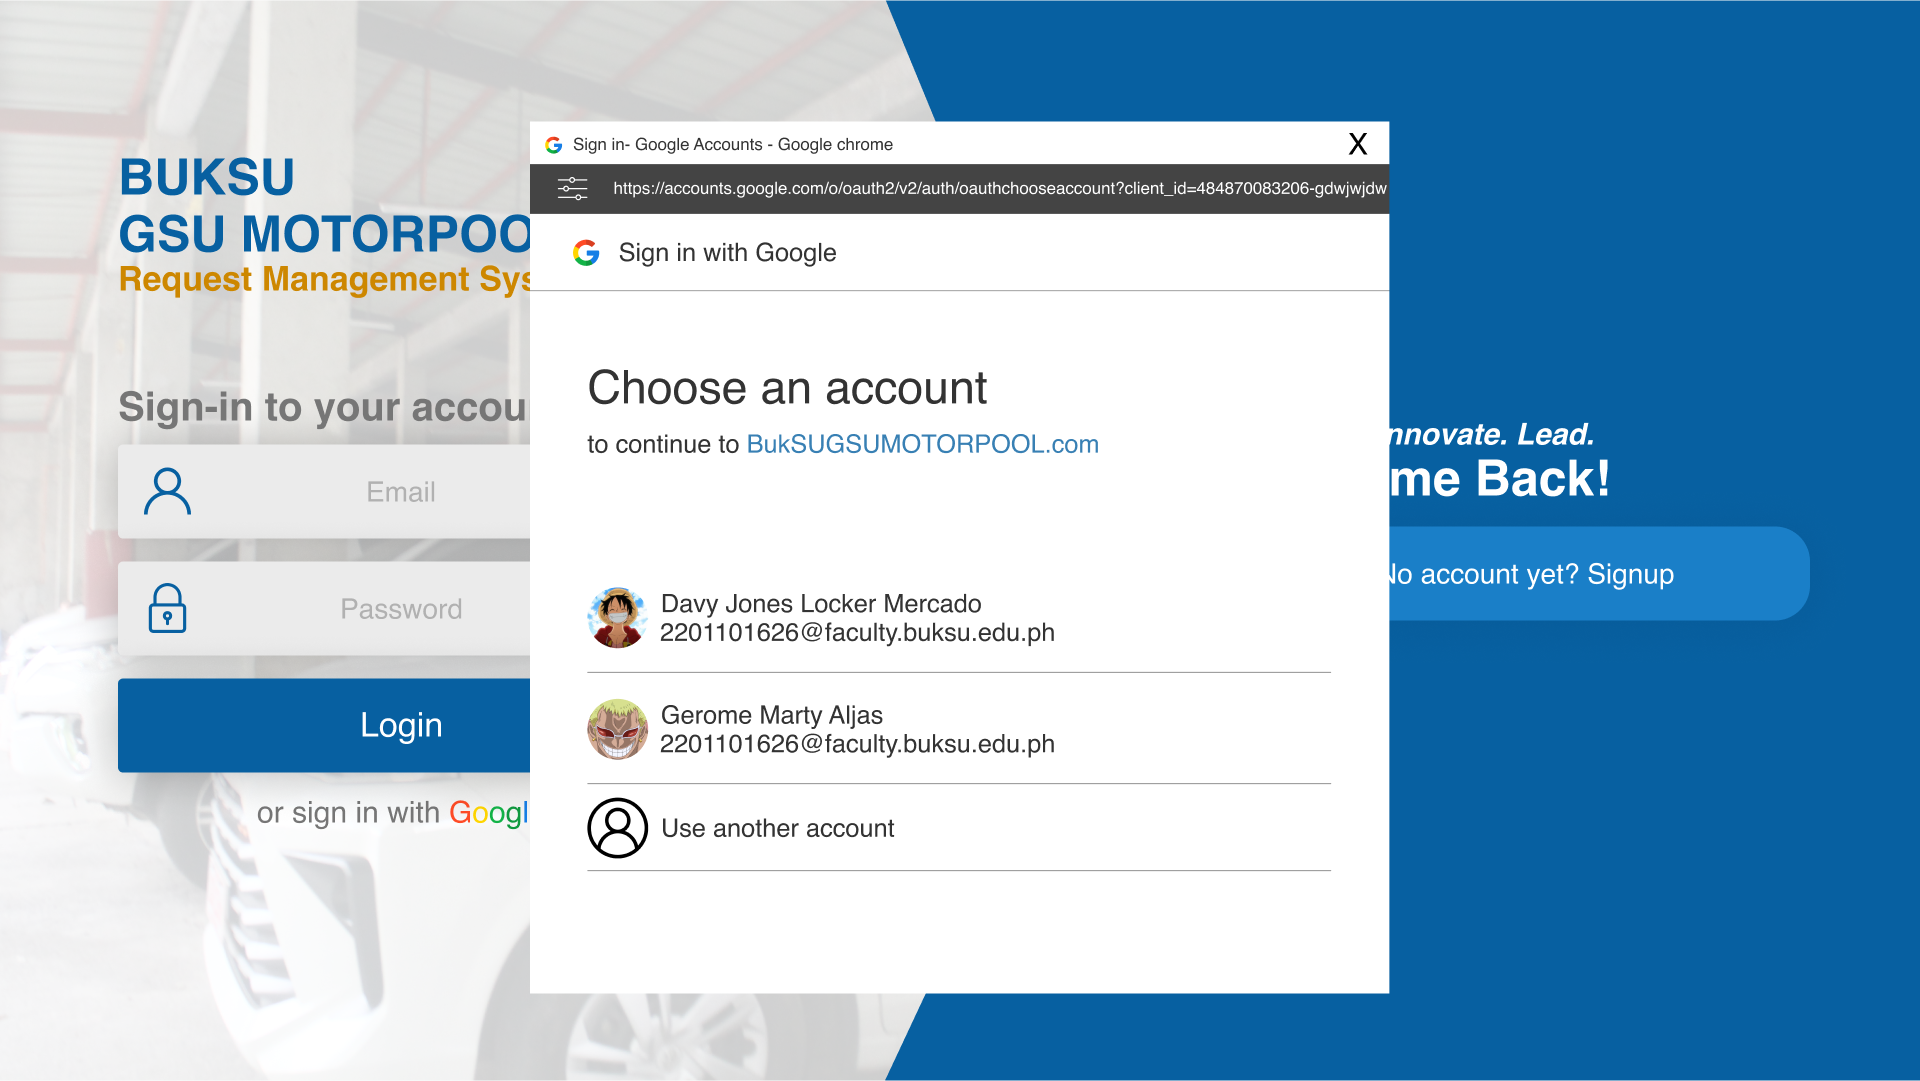 Sign in- Google Accounts - Google chrome
X
https://accounts.google.com/o/oauth2/v2/auth/oauthchooseaccount?client_id=484870083206-gdwjwjdw
Sign in with Google
Choose an account
to continue to BukSUGSUMOTORPOOL.com
Davy Jones Locker Mercado
2201101626@faculty.buksu.edu.ph
Gerome Marty Aljas
2201101626@faculty.buksu.edu.ph
Use another account
BUKSU
GSU MOTORPOO
Request Management Sys
Sign-in to your accou
Email
Password
Login
or sign in with Googl
nnovate. Lead.
me Back!
No account yet? Signup